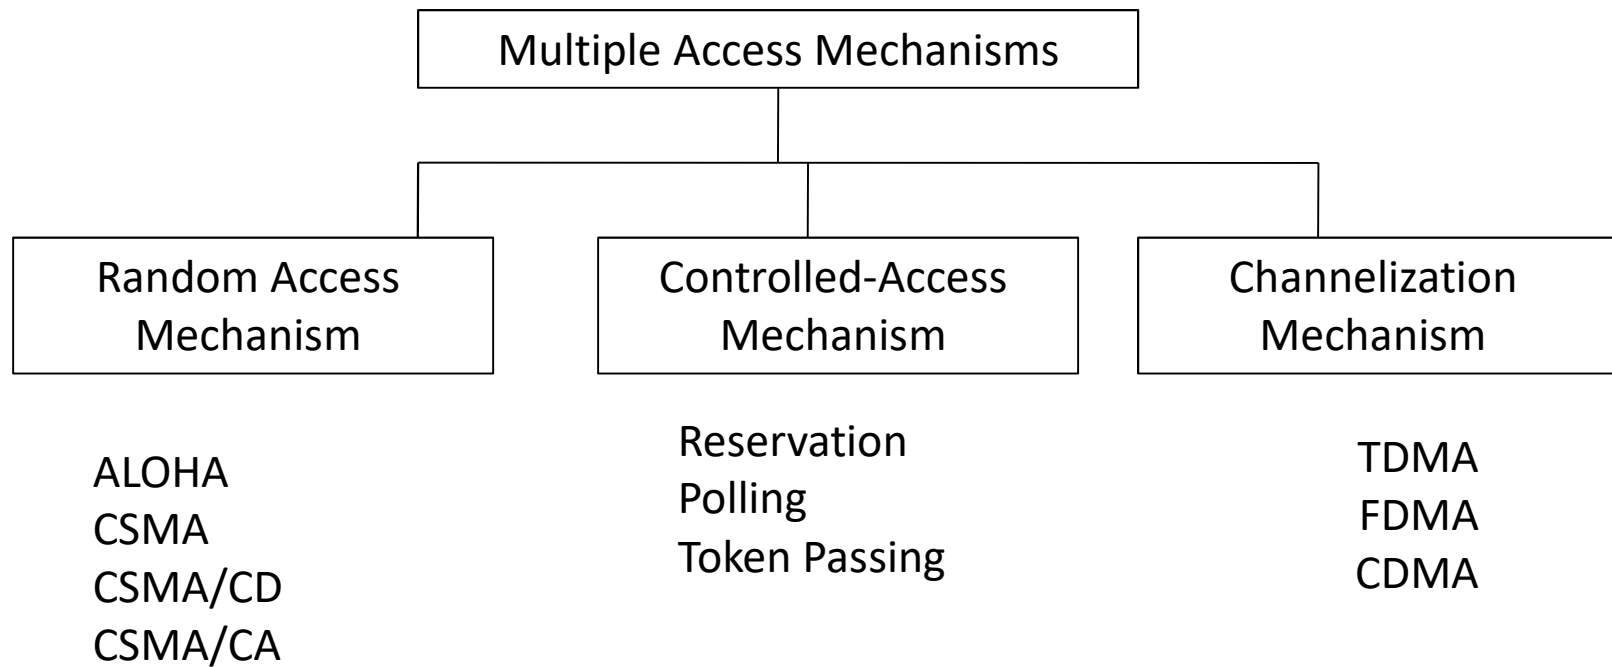 Multiple Access Mechanisms
Random Access
Mechanism
Controlled-Access
Mechanism
Channelization
Mechanism
ALOHA
CSMA
CSMA/CD
CSMA/CA
Reservation
Polling
Token Passing
TDMA
FDMA
CDMA